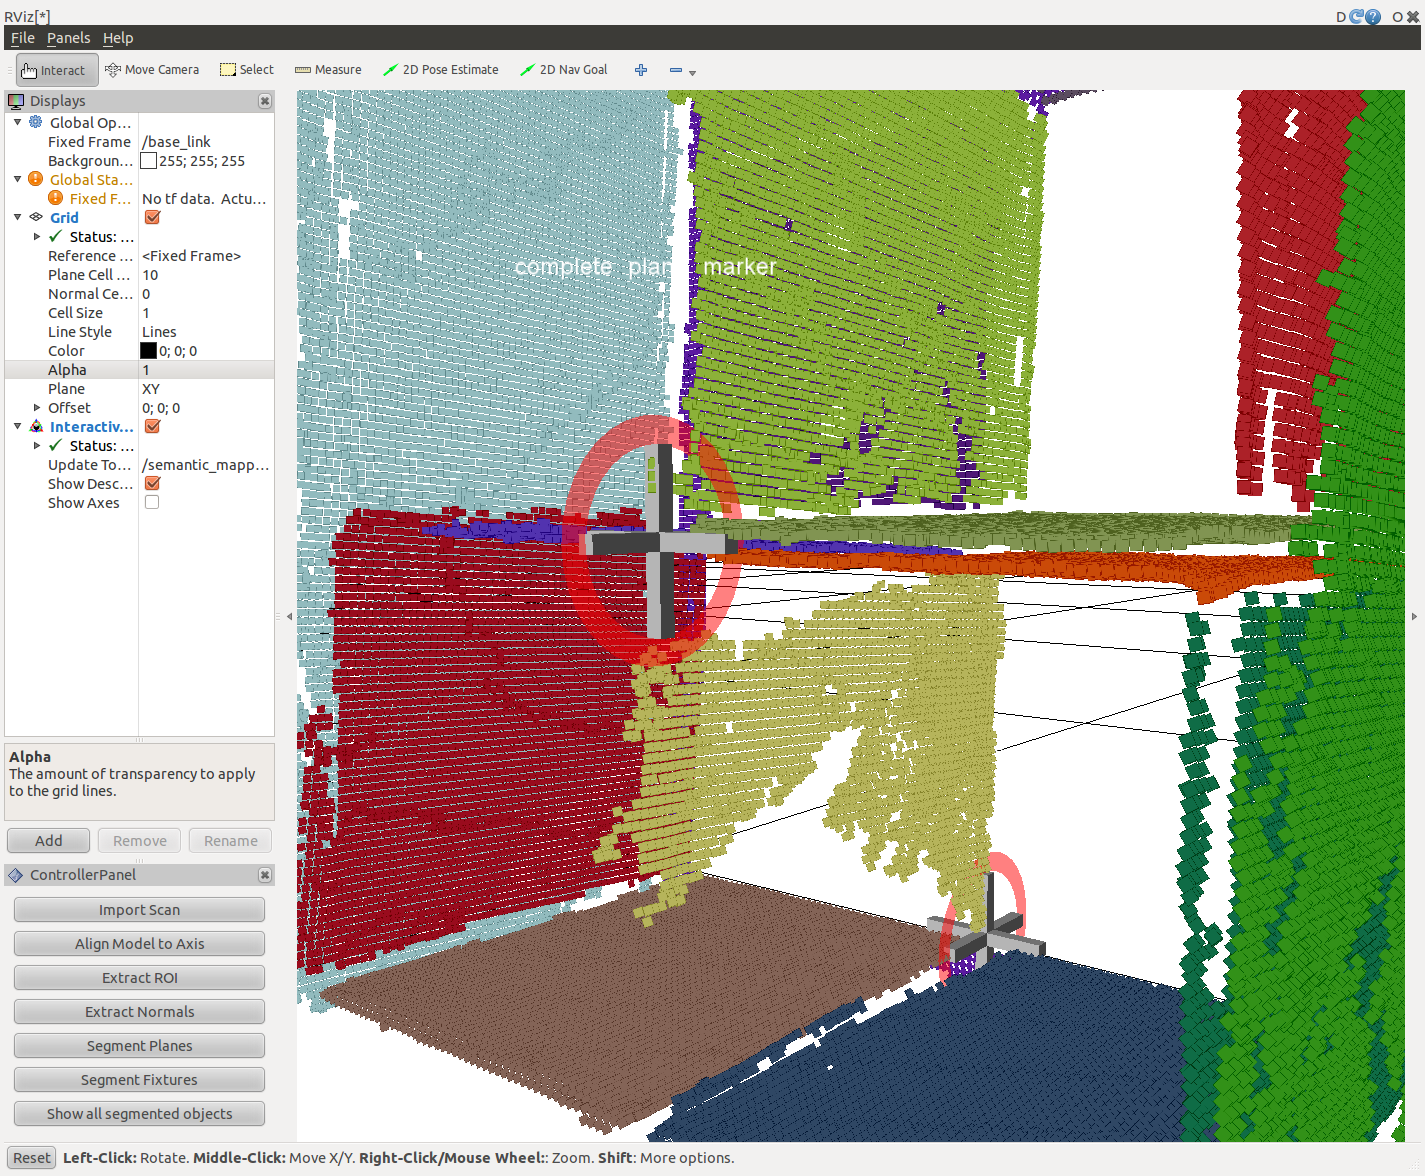 RViz[*]
D O
File Panels Help
Interact Move Camera Select Measure 2D Pose Estimate 2D Nav Goal
Displays
Global Op...
Fixed Frame /base_link
Backgroun... 255; 255; 255
Global Sta...
Fixed F... No tf data. Actu...
Grid
Status: ...
Reference ... <Fixed Frame>
Plane Cell ... 10
Normal Ce... 0
Cell Size 1
Line Style Lines
Color 0; 0; 0
Alpha 1
Plane XY
Offset 0; 0; 0
Interactiv...
Status: ...
Update To... /semantic_mapp...
Show Desc...
Show Axes
Alpha
The amount of transparency to apply
to the grid lines.
Add Remove Rename
ControllerPanel
Import Scan
Align Model to Axis
Extract ROI
Extract Normals
Segment Planes
Segment Fixtures
Show all segmented objects
complete plan marker
Reset Left-Click: Rotate. Middle-Click: Move X/Y. Right-Click/Mouse Wheel:: Zoom. Shift: More options.